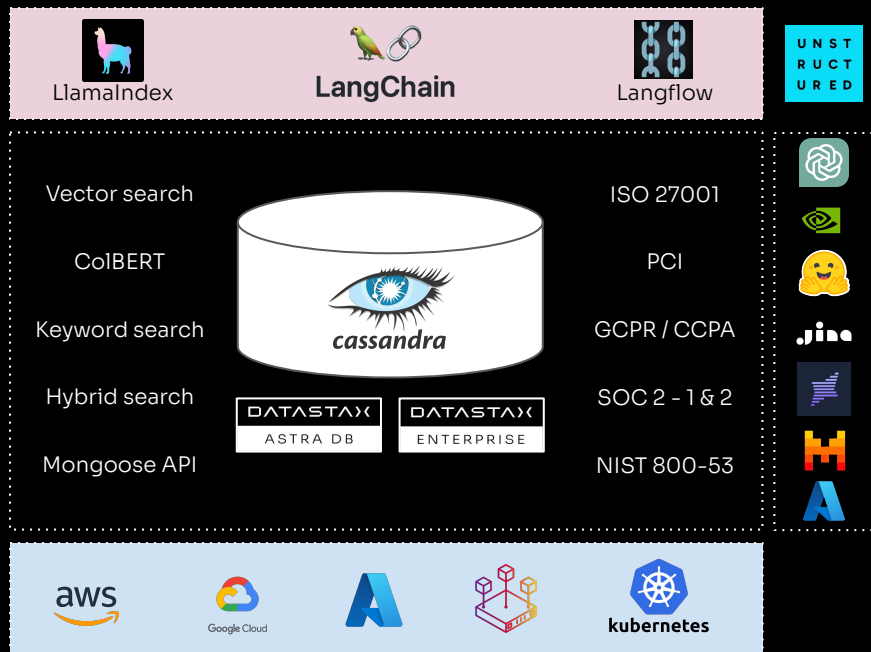 LlamaIndex
LangChain
Langflow
UNST
RUCT
URED
Vector search
ColBERT
Keyword search
Hybrid search
Mongoose API
cassandra
DATASTAX
ASTRA DB
DATASTAX
ENTERPRISE
ISO 27001
PCI
GCPR / CCPA
SOC 2 - 1 & 2
NIST 800-53
Jina
aws
Google Cloud
kubernetes